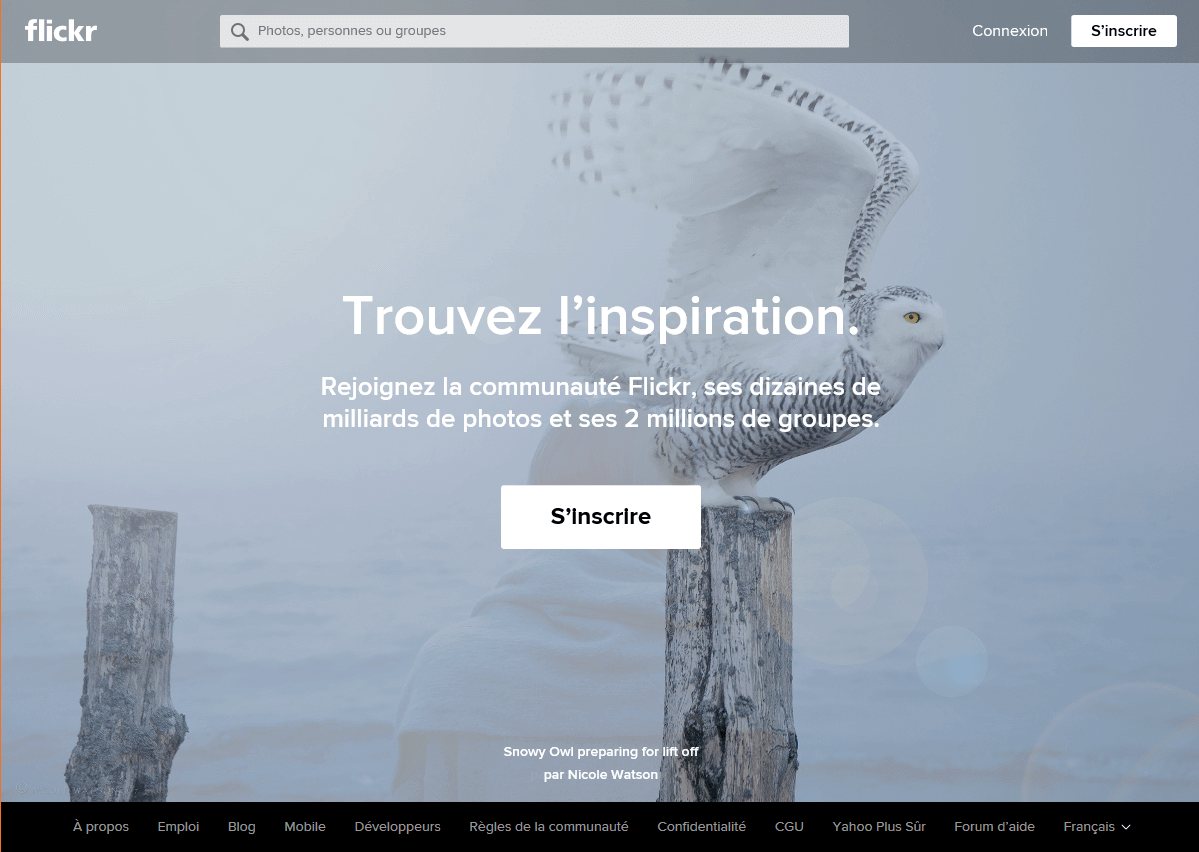 flickr
Photos, personnes ou groupes
Connexion
S'inscrire
Trouvez l'inspiration.
Rejoignez la communauté Flickr, ses dizaines de
milliards de photos et ses 2 millions de groupes.
S'inscrire
Snowy Owl preparing for lift off
par Nicole Watson
À propos
Emploi
Blog
Mobile
Développeurs
Règles de la communauté
Confidentialité
CGU
Yahoo Plus Sûr
Forum d'aide
Français